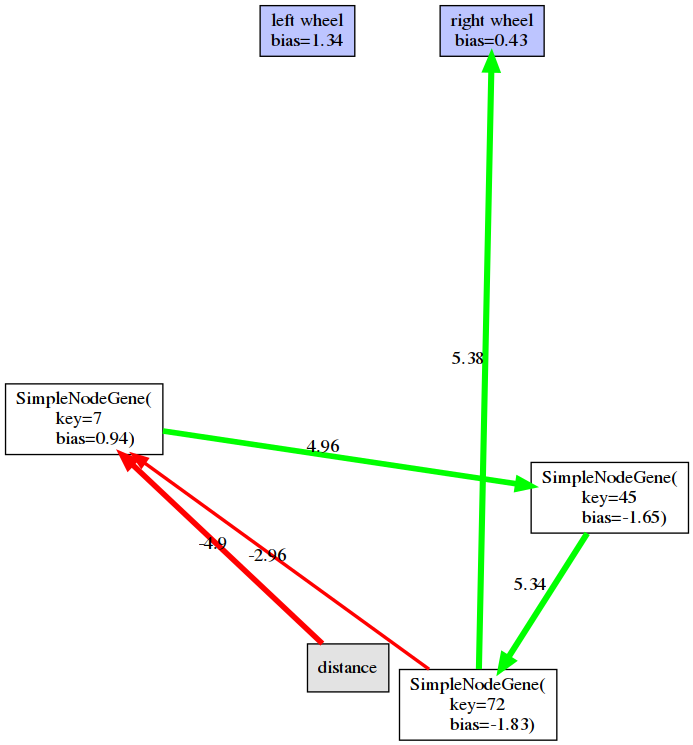 left wheel
bias=1.34
right wheel
bias=0.43
5.38
SimpleNodeGene(
key=7
bias=0.94)
4.96
SimpleNodeGene(
key=45
bias=-1.65)
-4.9
-2.96
5.34
distance
SimpleNodeGene(
key=72
bias=-1.83)